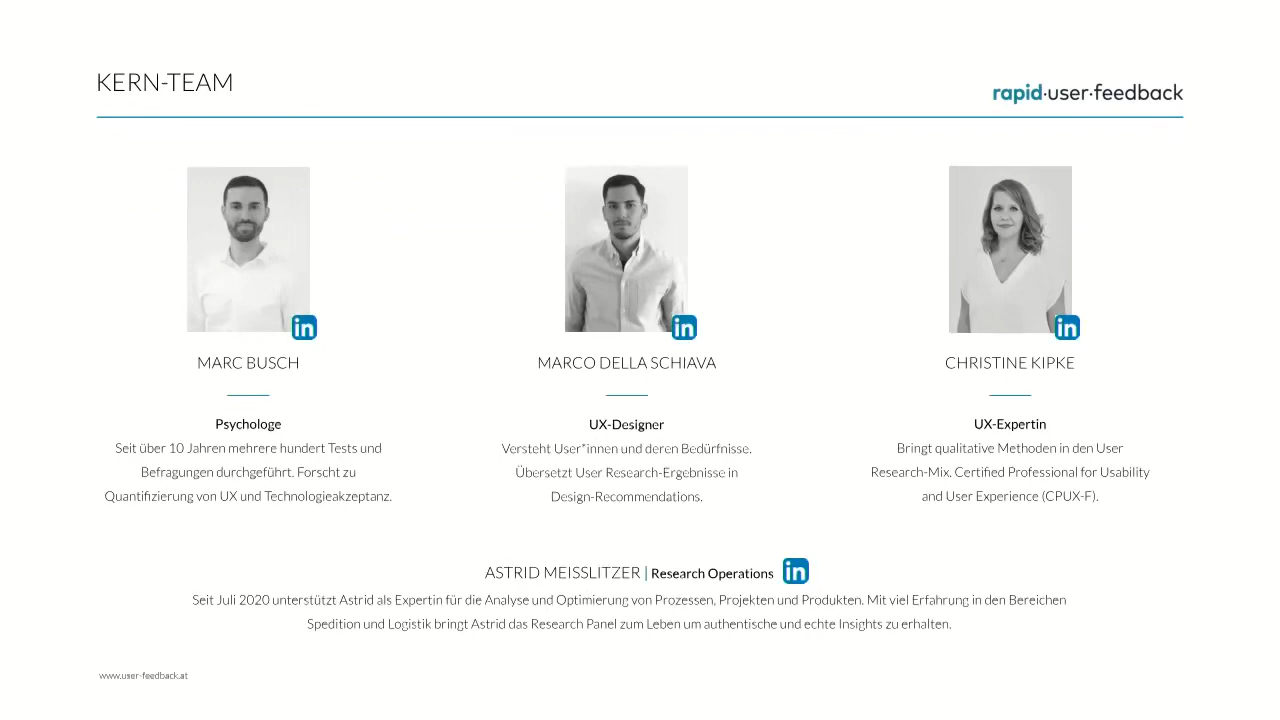 KERN-TEAM
rapid·user·feedback
MARC BUSCH
Psychologe
Seit über 10 Jahren mehrere hundert Tests und
Befragungen durchgeführt. Forscht zu
Quantifizierung von UX und Technologieakzeptanz.
MARCO DELLA SCHIAVA
UX-Designer
Versteht User*innen und deren Bedürfnisse.
Übersetzt User Research-Ergebnisse in
Design-Recommendations.
CHRISTINE KIPKE
UX-Expertin
Bringt qualitative Methoden in den User
Research-Mix. Certified Professional for Usability
and User Experience (CPUX-F).
ASTRID MEISSLITZER | Research Operations
Seit Juli 2020 unterstützt Astrid als Expertin für die Analyse und Optimierung von Prozessen, Projekten und Produkten. Mit viel Erfahrung in den Bereichen
Spedition und Logistik bringt Astrid das Research Panel zum Leben um authentische und echte Insights zu erhalten.
www.user-feedback.at
in
in
in
in